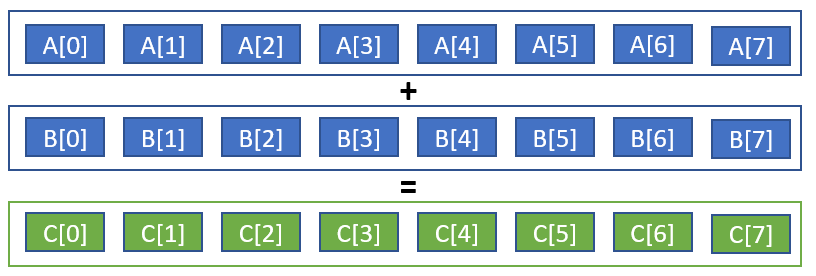 A[0] A[1] A[2] A[3] A[4] A[5] A[6] A[7]
+
B[0] B[1] B[2] B[3] B[4] B[5] B[6] B[7]
=
C[0] C[1] C[2] C[3] C[4] C[5] C[6] C[7]